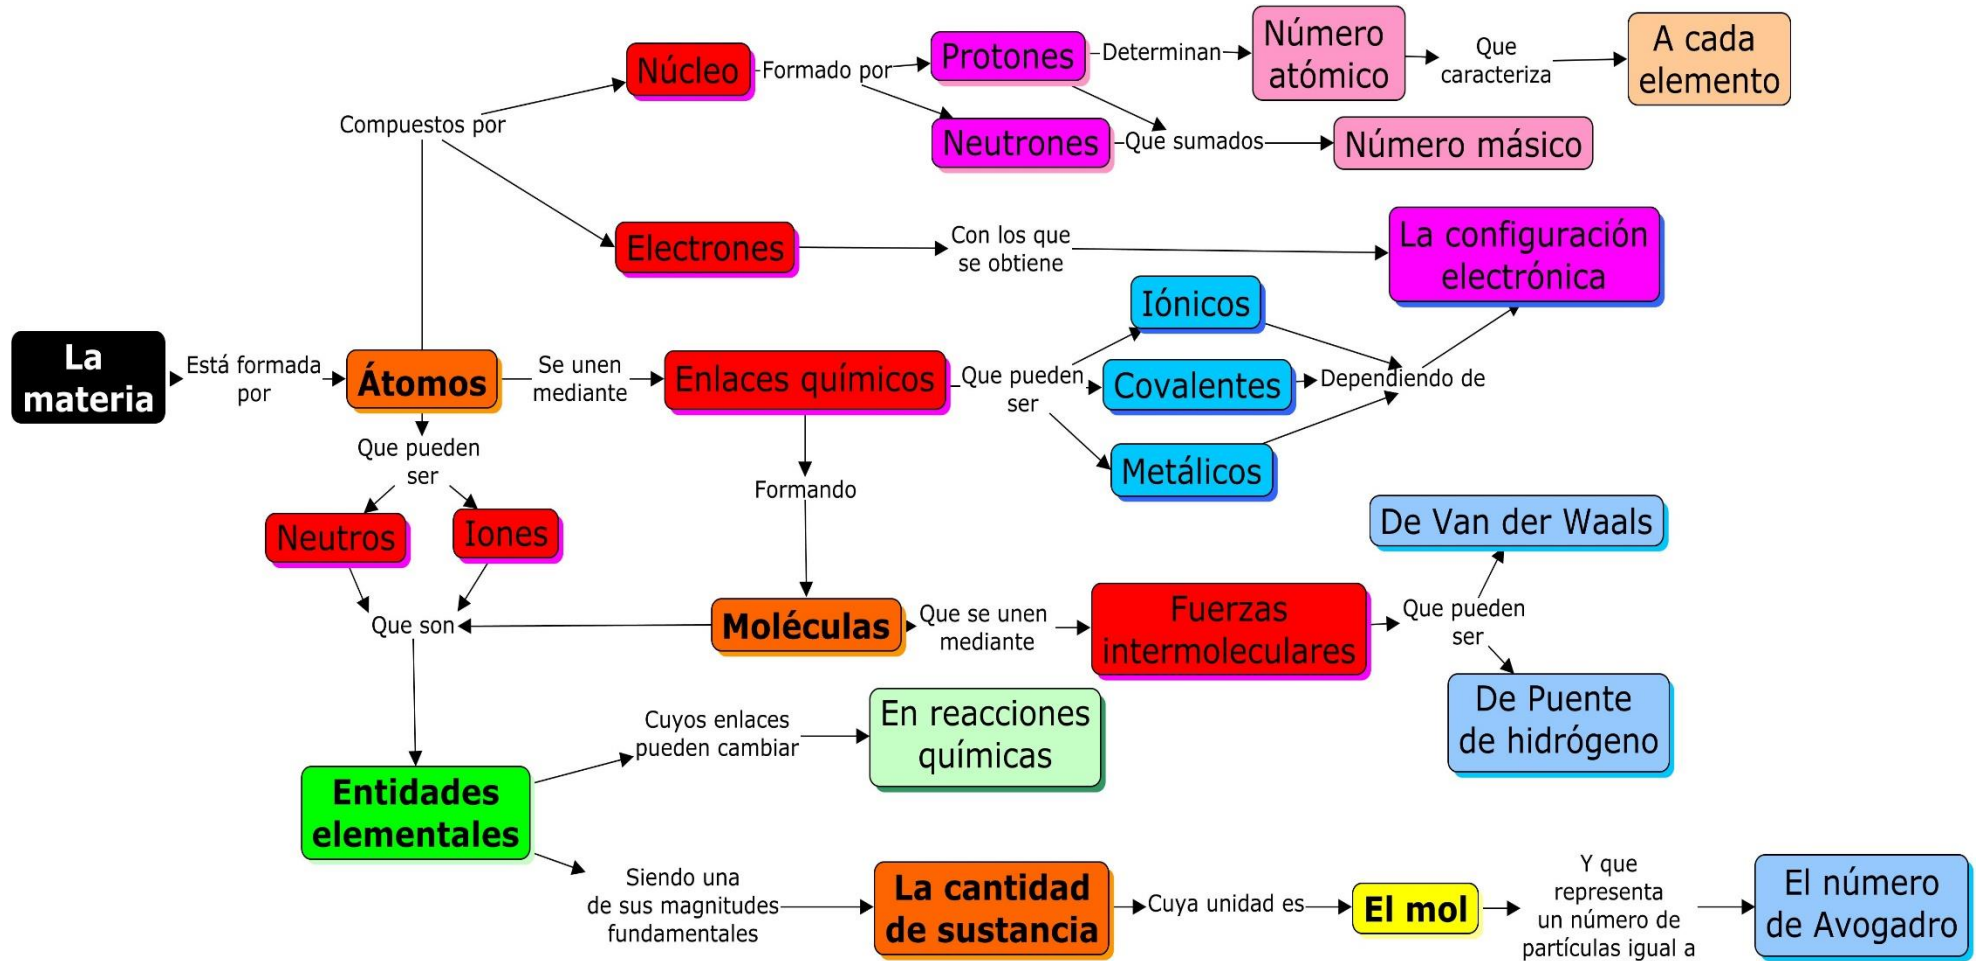 Núcleo
Formado por
Protones
Determinan
Número
atómico
Que
caracteriza
A cada
elemento
Compuestos por
Neutrones
Que sumados
Número másico
Electrones
Con los que
se obtiene
La configuración
electrónica
Iónicos
La
materia
Está formada
por
Átomos
Se unen
mediante
Enlaces químicos
Que pueden
ser
Covalentes
Dependiendo de
Metálicos
Que pueden
ser
Formando
Neutros
Iones
De Van der Waals
Que son
Moléculas
Que se unen
mediante
Fuerzas
intermoleculares
Que pueden
ser
De Puente
de hidrógeno
Cuyos enlaces
pueden cambiar
En reacciones
químicas
Entidades
elementales
Siendo una
de sus magnitudes
fundamentales
La cantidad
de sustancia
Cuya unidad es
El mol
Y que
representa
un número de
partículas igual a
El número
de Avogadro